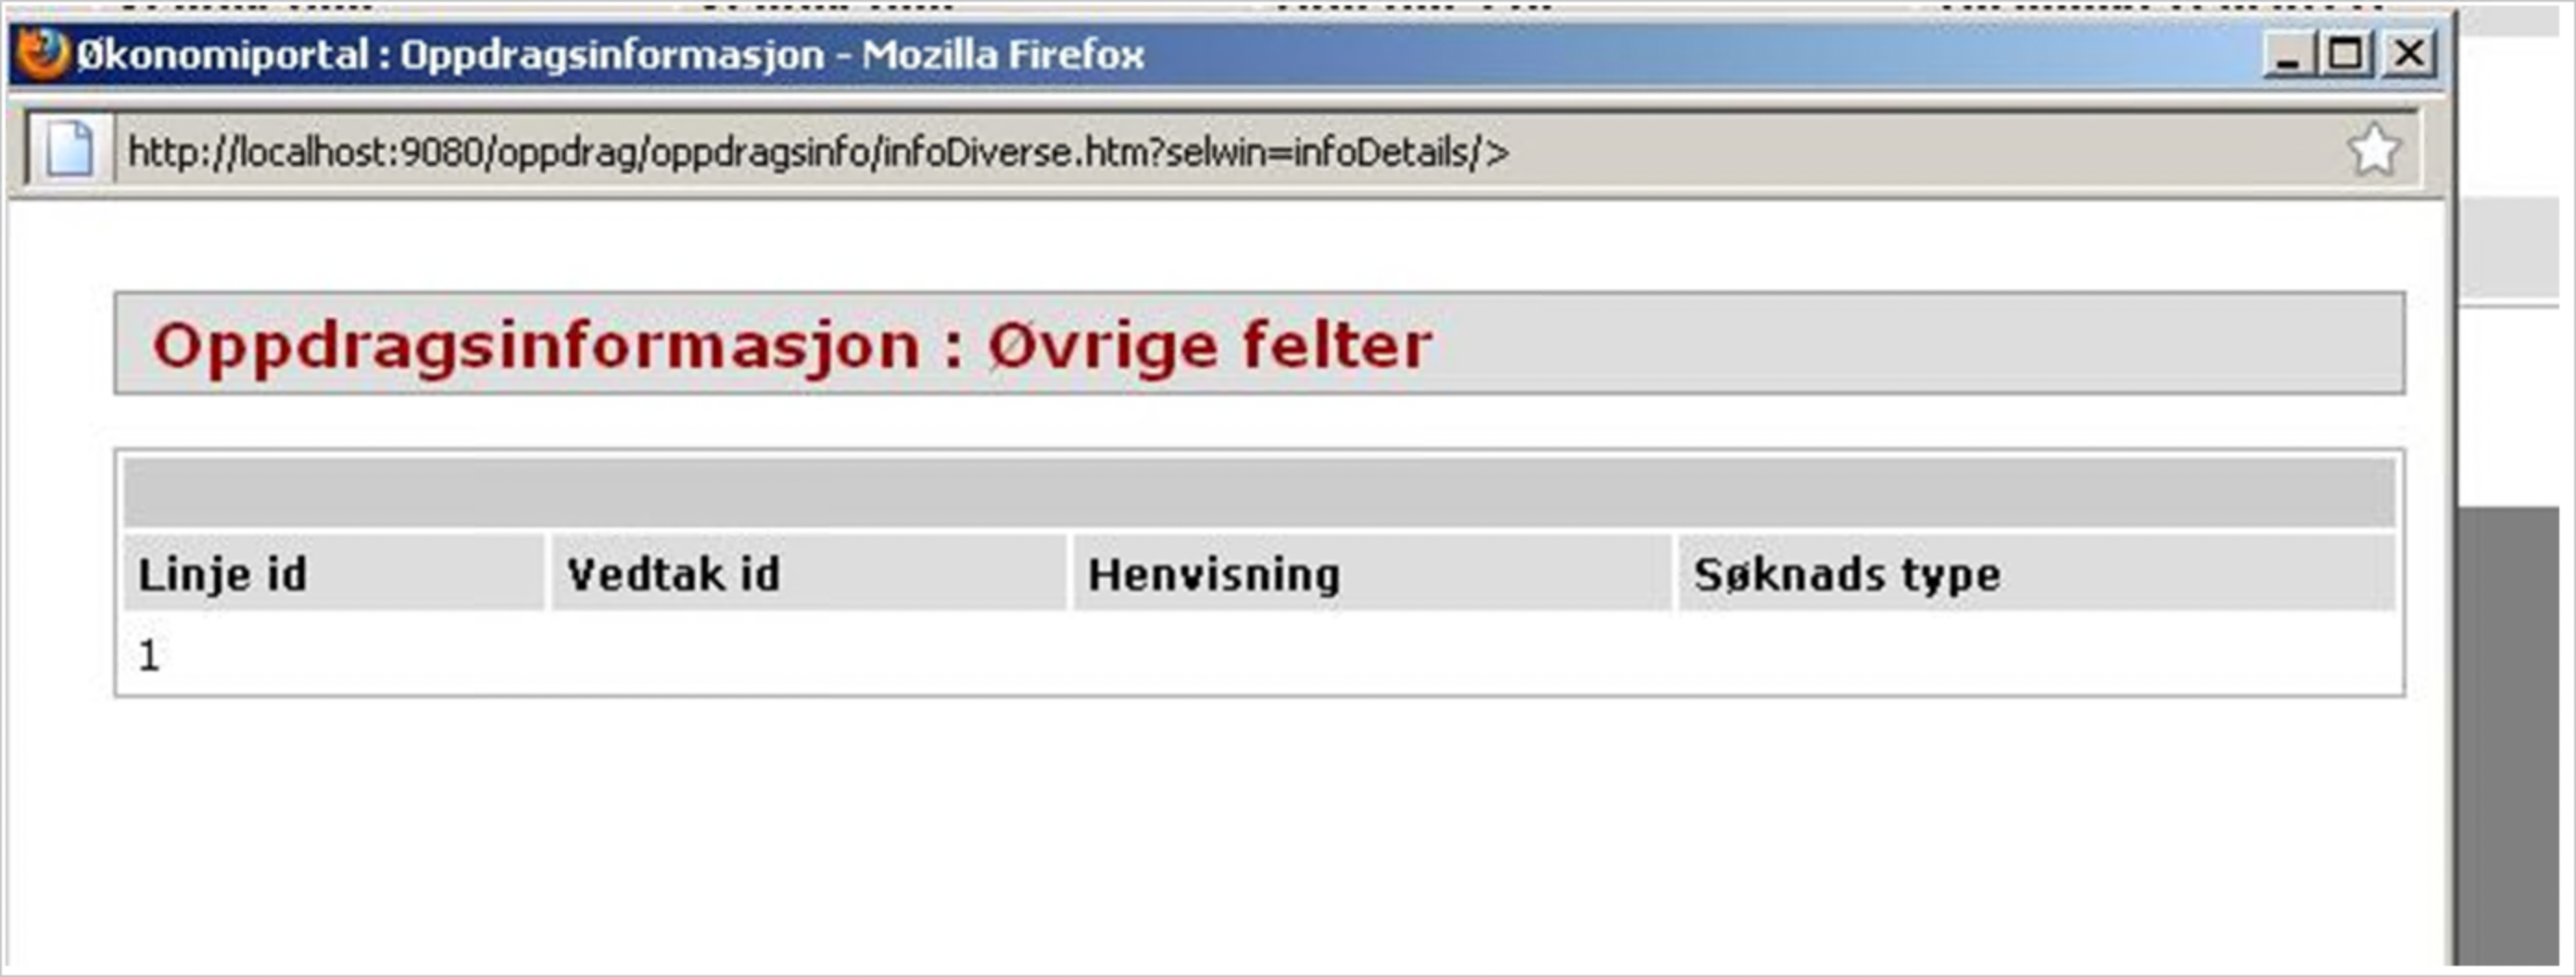 Økonomiportal : Oppdragsinformasjon - Mozilla Firefox
http://localhost:9080/oppdrag/oppdragsinfo/infoDiverse.htm?selwin=infoDetails/>
Oppdragsinformasjon : Øvrige felter
Linje id Vedtak id Henvisning Søknads type
1